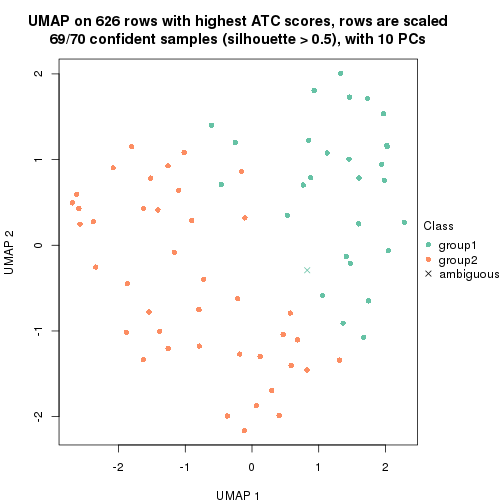 UMAP on 626 rows with highest ATC scores, rows are scaled
69/70 confident samples (silhouette > 0.5), with 10 PCs
2
1
0
-1
-2
UMAP 2
-2
-1
0
1
2
UMAP 1
Class
group1
group2
ambiguous